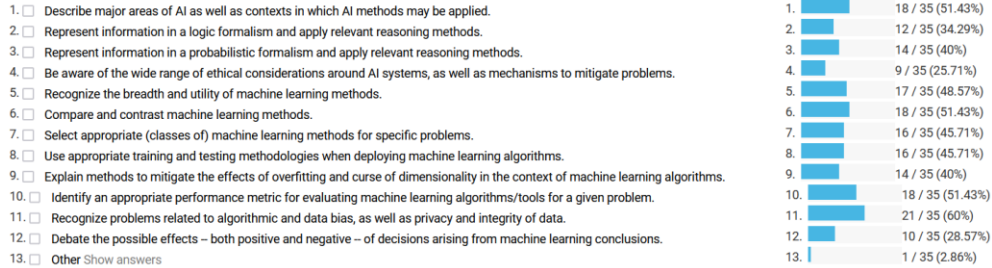 1. Describe major areas of AI as well as contexts in which AI methods may be applied. 1. 18 / 35 (51.43%)
2. Represent information in a logic formalism and apply relevant reasoning methods. 2. 12 / 35 (34.29%)
3. Represent information in a probabilistic formalism and apply relevant reasoning methods. 3. 14 / 35 (40%)
4. Be aware of the wide range of ethical considerations around AI systems, as well as mechanisms to mitigate problems. 4. 9 / 35 (25.71%)
5. Recognize the breadth and utility of machine learning methods. 5. 17 / 35 (48.57%)
6. Compare and contrast machine learning methods. 6. 18 / 35 (51.43%)
7. Select appropriate (classes of) machine learning methods for specific problems. 7. 16 / 35 (45.71%)
8. Use appropriate training and testing methodologies when deploying machine learning algorithms. 8. 16 / 35 (45.71%)
9. Explain methods to mitigate the effects of overfitting and curse of dimensionality in the context of machine learning algorithms. 9. 14 / 35 (40%)
10. Identify an appropriate performance metric for evaluating machine learning algorithms/tools for a given problem. 10. 18 / 35 (51.43%)
11. Recognize problems related to algorithmic and data bias, as well as privacy and integrity of data. 11. 21 / 35 (60%)
12. Debate the possible effects -- both positive and negative -- of decisions arising from machine learning conclusions. 12. 10 / 35 (28.57%)
13. Other Show answers 13. 1 / 35 (2.86%)